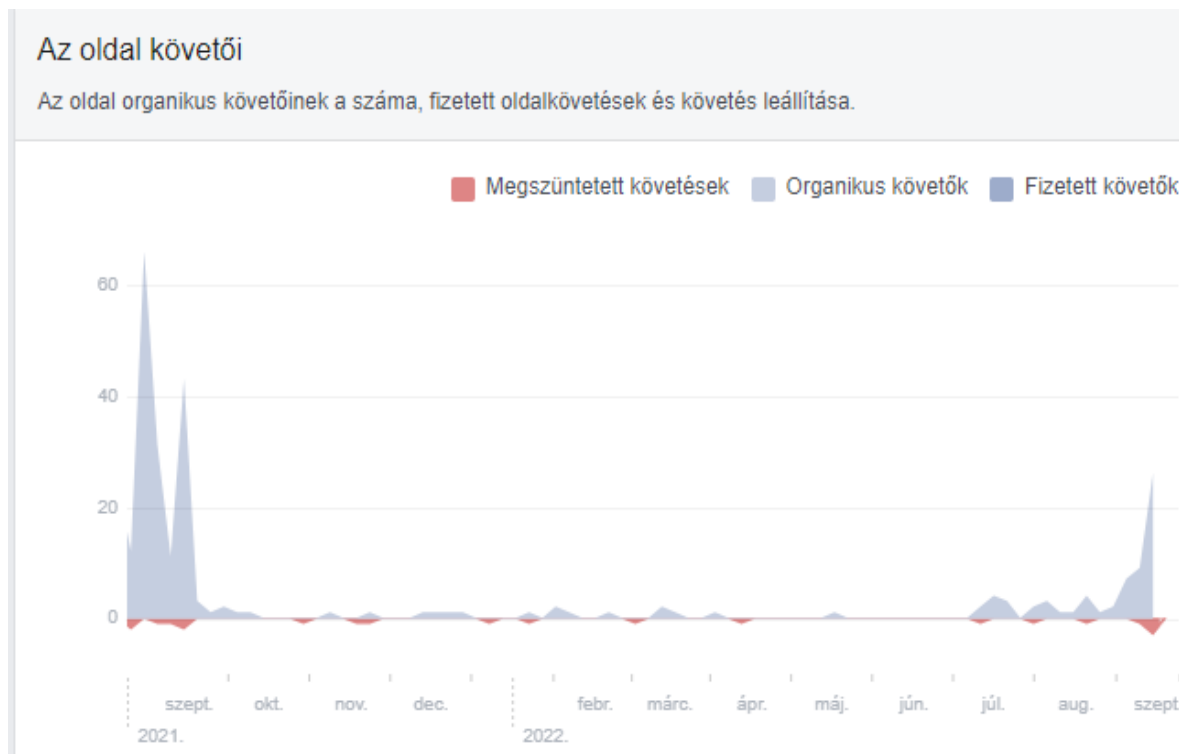 Az oldal követői
Az oldal organikus követőinek a száma, fizetett oldalkövetések és követés leállítása.
Megszüntetett követések
Organikus követők
Fizetett követők
60
40
20
0
szept.
okt.
nov.
dec.
febr.
márc.
ápr.
máj.
jún.
júl.
aug.
szept
2021.
2022.